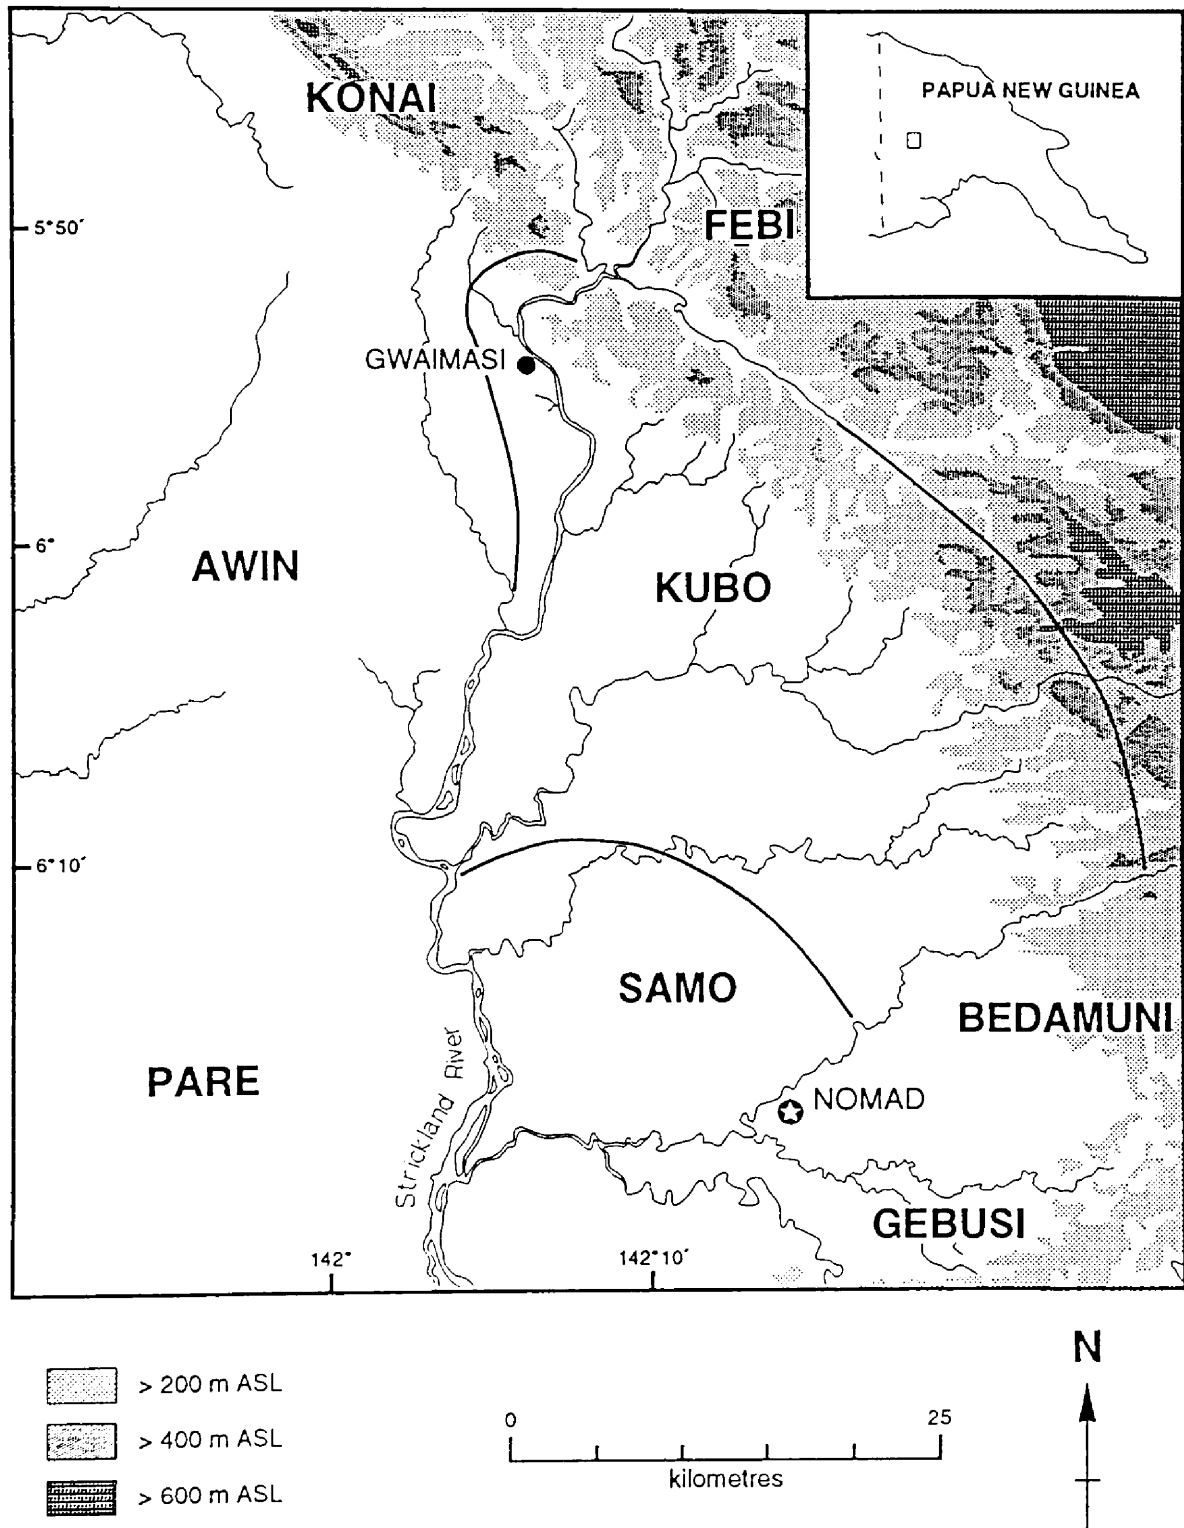 KONAI
PAPUA NEW GUINEA
5°50´
FEBI
GWAIMASI
6°
AWIN
KUBO
6°10´
SAMO
BEDAMUNI
PARE
Strickland River
NOMAD
GEBUSI
142°
142°10´
> 200 m ASL
> 400 m ASL
> 600 m ASL
0 25
kilometres
N